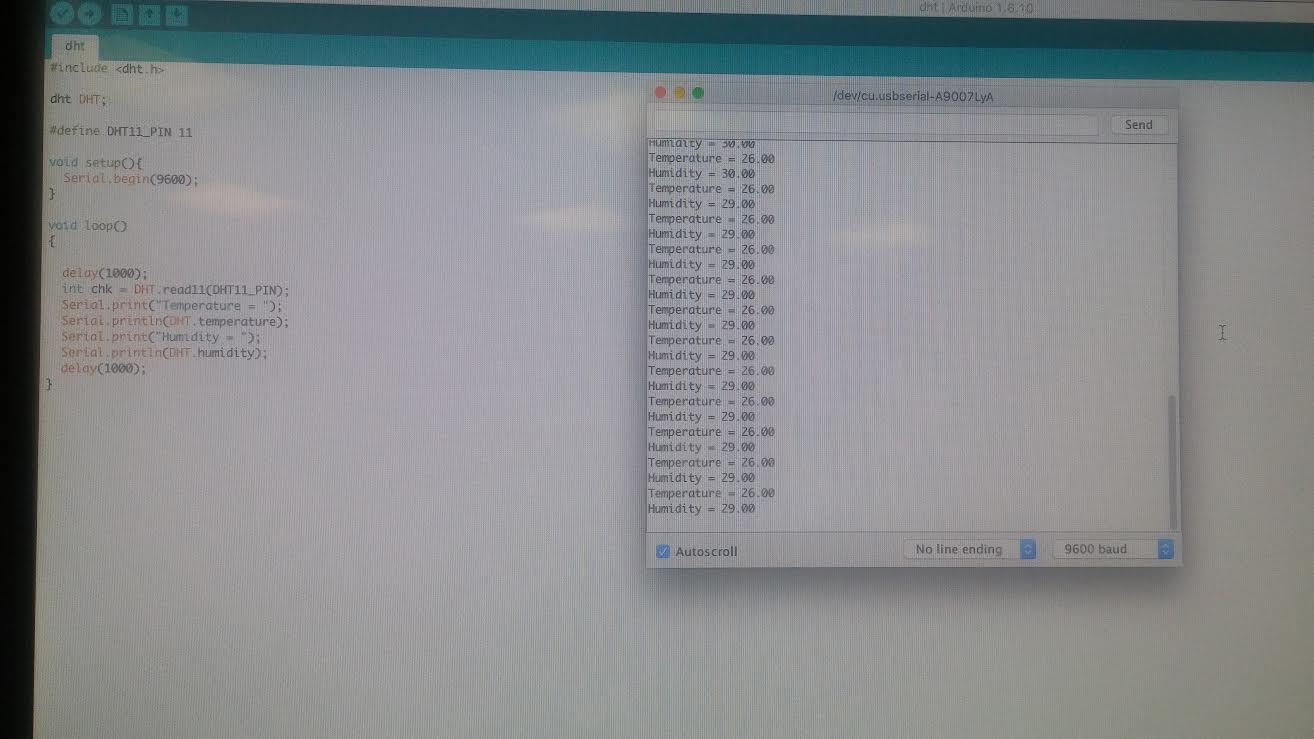 dht | Arduino 1.6.10
dht
#include <dht.h>
dht DHT;
#define DHT11_PIN 11
void setup(){
Serial.begin(9600);
}
void loop()
{
delay(1000);
int chk = DHT.read11(DHT11_PIN);
Serial.print("Temperature = ");
Serial.println(DHT.temperature);
Serial.print("Humidity = ");
Serial.println(DHT.humidity);
delay(1000);
}
/dev/cu.usbserial-A9007LyA
Send
Humidity = 30.00
Temperature = 26.00
Humidity = 30.00
Temperature = 26.00
Humidity = 29.00
Temperature = 26.00
Humidity = 29.00
Temperature = 26.00
Humidity = 29.00
Temperature = 26.00
Humidity = 29.00
Temperature = 26.00
Humidity = 29.00
Temperature = 26.00
Humidity = 29.00
Temperature = 26.00
Humidity = 29.00
Temperature = 26.00
Humidity = 29.00
Temperature = 26.00
Humidity = 29.00
Temperature = 26.00
Humidity = 29.00
Temperature = 26.00
Humidity = 29.00
Autoscroll
No line ending
9600 baud